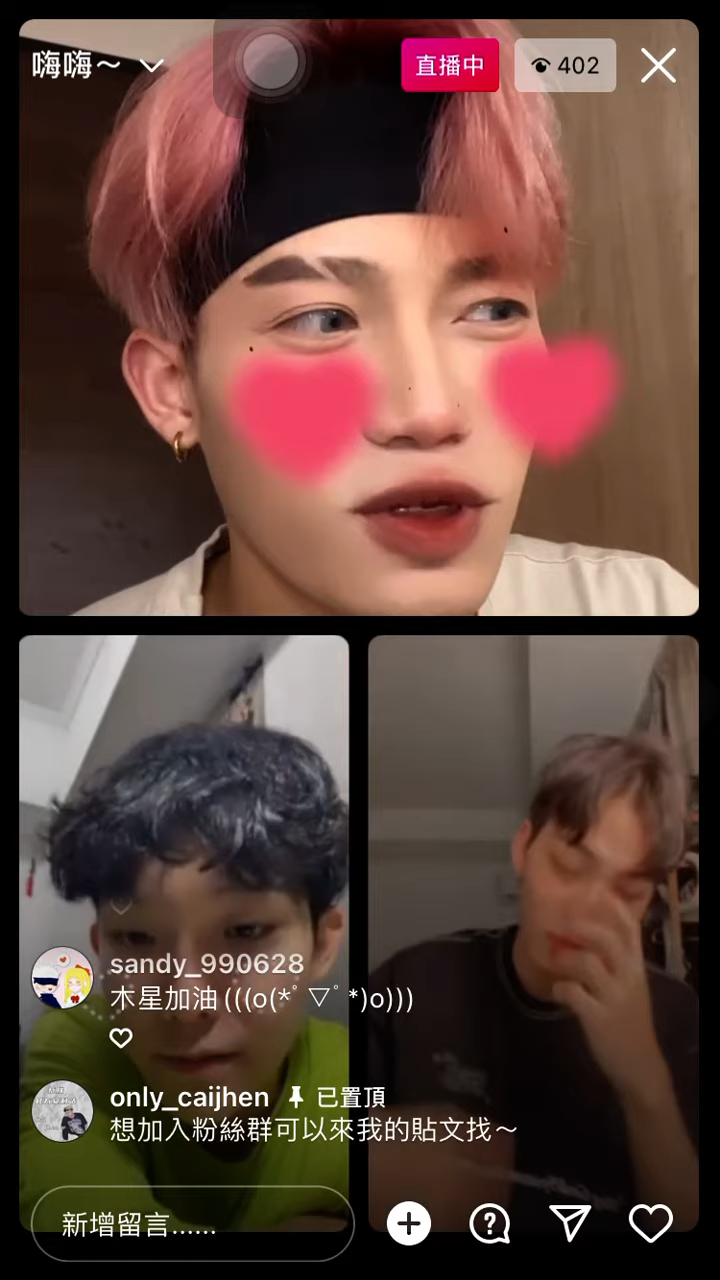 嗨嗨～
直播中
402
sandy_990628
木星加油(((o(*ﾟ▽ﾟ*)o)))
only_caijhen 已置頂
想加入粉絲群可以來我的貼文找～
新增留言......